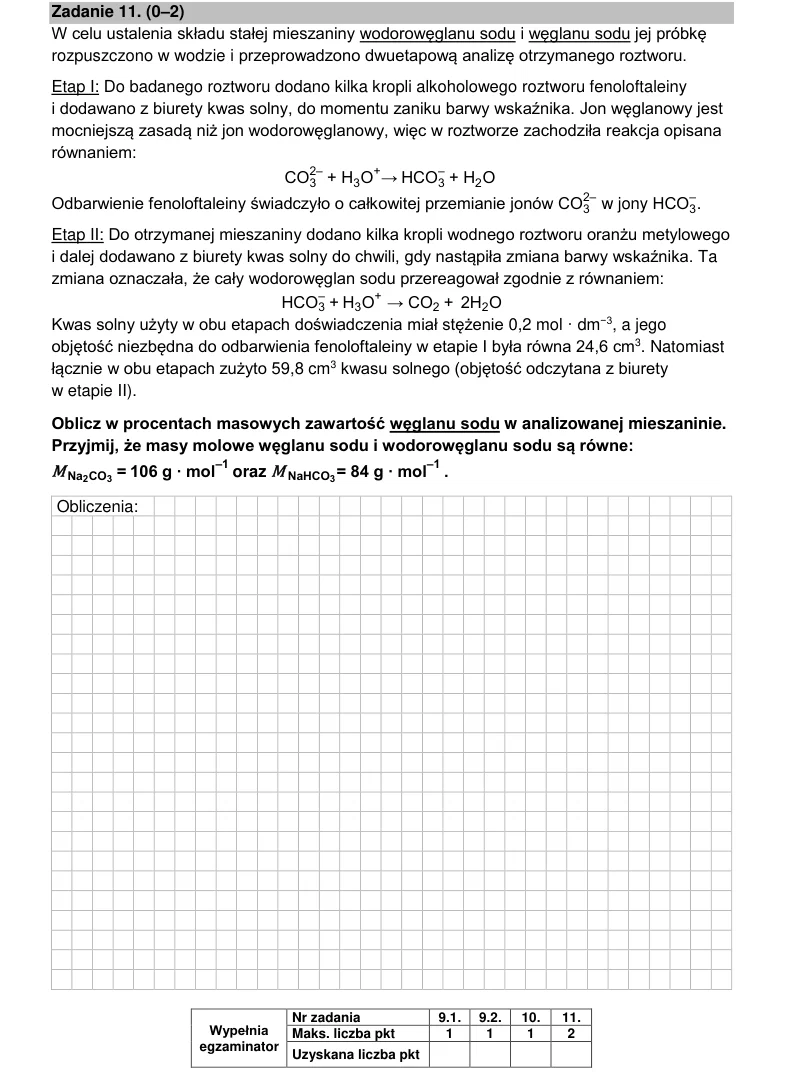 Zadanie 11. (0–2)
W celu ustalenia składu stałej mieszaniny wodorowęglanu sodu i węglanu sodu jej próbkę
rozpuszczono w wodzie i przeprowadzono dwuetapową analizę otrzymanego roztworu.
Etap I: Do badanego roztworu dodano kilka kropli alkoholowego roztworu fenoloftaleiny
i dodawano z biurety kwas solny, do momentu zaniku barwy wskaźnika. Jon węglanowy jest
mocniejszą zasadą niż jon wodorowęglanowy, więc w roztworze zachodziła reakcja opisana
równaniem:
CO₃²⁻ + H₃O⁺ → HCO₃⁻ + H₂O
Odbarwienie fenoloftaleiny świadczyło o całkowitej przemianie jonów CO₃²⁻ w jony HCO₃⁻.
Etap II: Do otrzymanej mieszaniny dodano kilka kropli wodnego roztworu oranżu metylowego
i dalej dodawano z biurety kwas solny do chwili, gdy nastąpiła zmiana barwy wskaźnika. Ta
zmiana oznaczała, że cały wodorowęglan sodu przereagował zgodnie z równaniem:
HCO₃⁻ + H₃O⁺ → CO₂ + 2H₂O
Kwas solny użyty w obu etapach doświadczenia miał stężenie 0,2 mol · dm⁻³, a jego
objętość niezbędna do odbarwienia fenoloftaleiny w etapie I była równa 24,6 cm³. Natomiast
łącznie w obu etapach zużyto 59,8 cm³ kwasu solnego (objętość odczytana z biurety
w etapie II).
Oblicz w procentach masowych zawartość węglanu sodu w analizowanej mieszaninie.
Przyjmij, że masy molowe węglanu sodu i wodorowęglanu sodu są równe:
M Na₂CO₃ = 106 g · mol⁻¹ oraz M NaHCO₃ = 84 g · mol⁻¹ .
Obliczenia:
Wypełnia egzaminator
Nr zadania 9.1. 9.2. 10. 11.
Maks. liczba pkt 1 1 1 2
Uzyskana liczba pkt